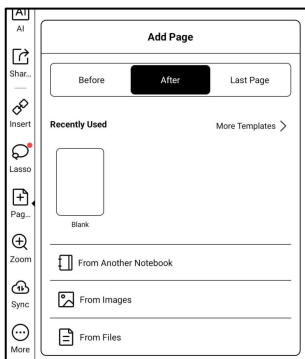 AI
AI
Shar...
Insert
Lasso
Pag...
Zoom
Sync
More
Add Page
Before After Last Page
Recently Used More Templates
Blank
From Another Notebook
From Images
From Files